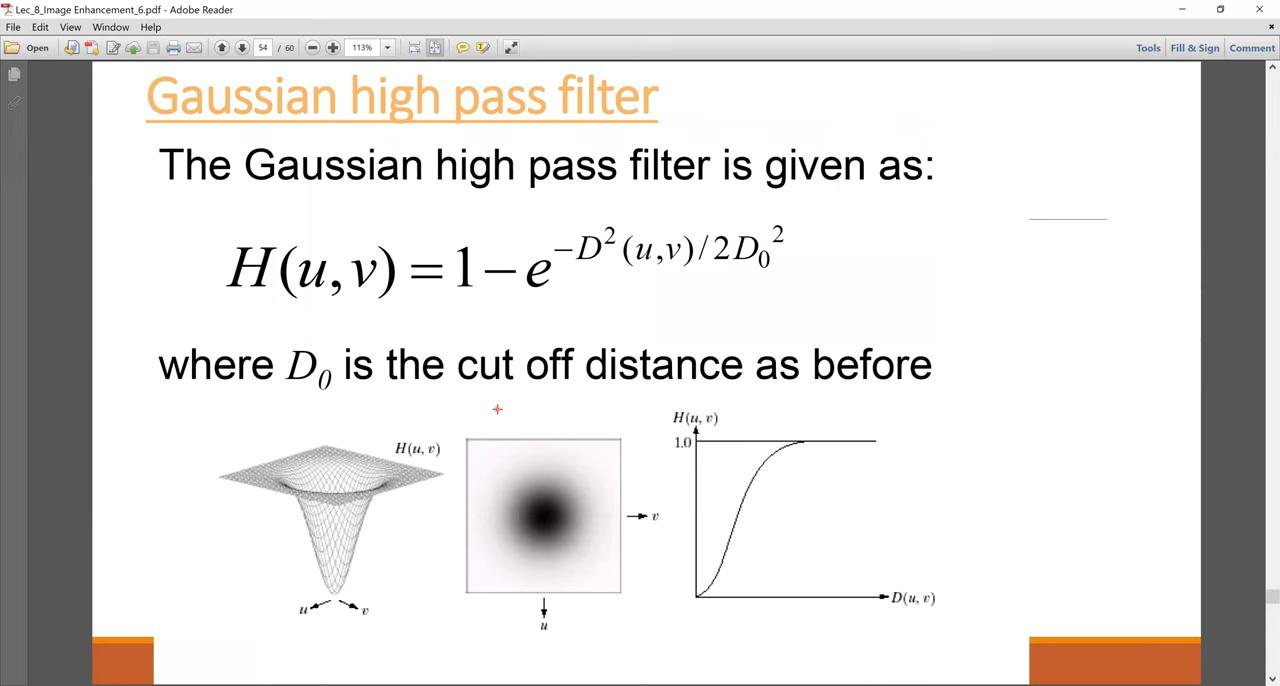 Lec_8_Image Enhancement_6.pdf - Adobe Reader
File Edit View Window Help
Open 54 / 60 113% Tools Fill & Sign Comment
Gaussian high pass filter
The Gaussian high pass filter is given as:
H(u,v) = 1 − e^{−D²(u,v)/2D₀²}
where D₀ is the cut off distance as before
H(u, v)
u
v
v
u
H(u, v)
1.0
D(u, v)